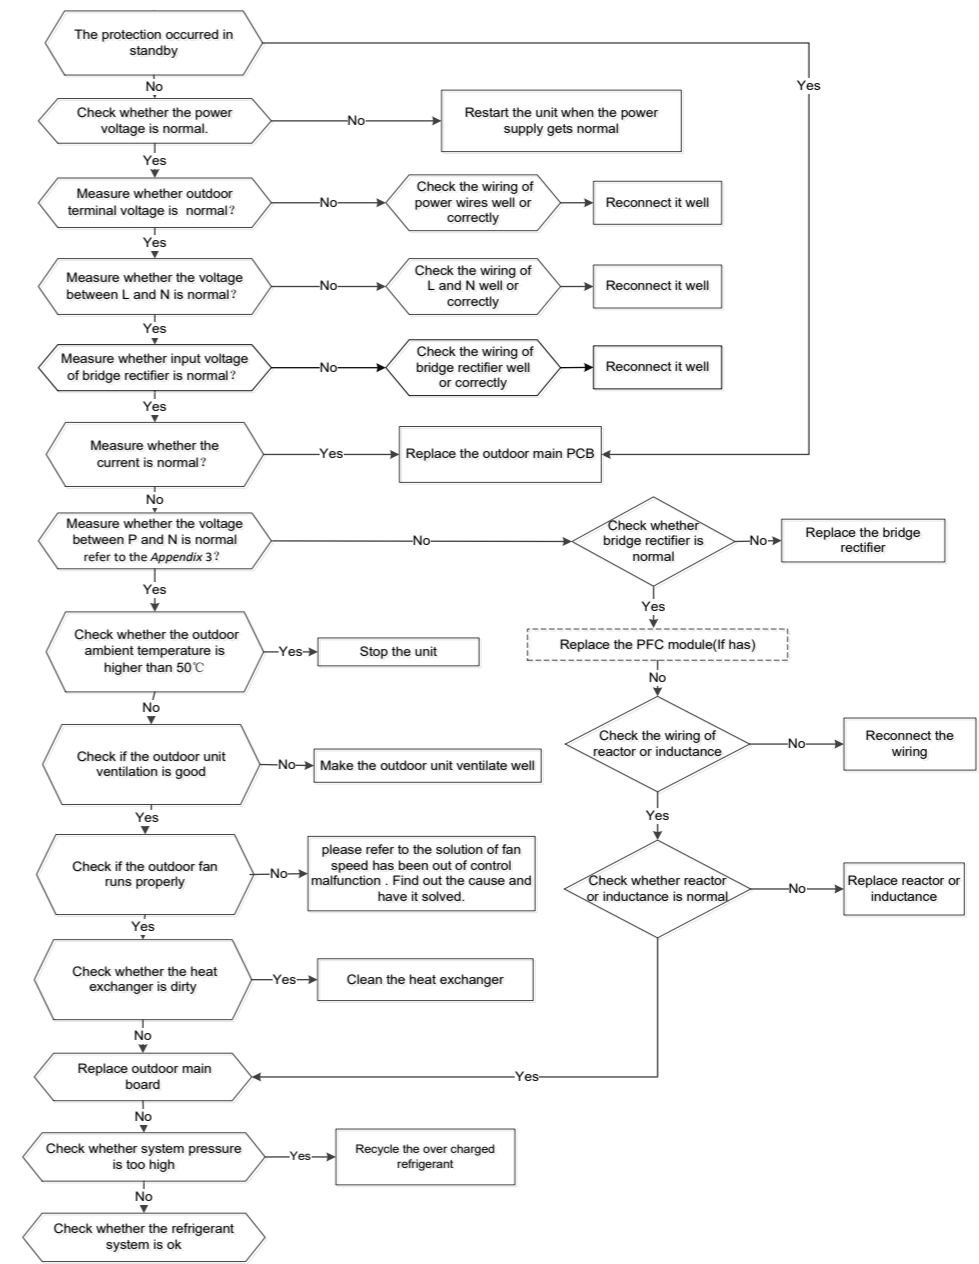 The protection occurred in
standby
Yes
No
Check whether the power
voltage is normal.
No
Restart the unit when the power
supply gets normal
Yes
Measure whether outdoor
terminal voltage is normal?
No
Check the wiring of
power wires well or
correctly
Reconnect it well
Yes
Measure whether the voltage
between L and N is normal?
No
Check the wiring of
L and N well or
correctly
Reconnect it well
Yes
Measure whether input voltage
of bridge rectifier is normal?
No
Check the wiring of
bridge rectifier well
or correctly
Reconnect it well
Yes
Measure whether the
current is normal?
Yes
Replace the outdoor main PCB
No
Measure whether the voltage
between P and N is normal
refer to the Appendix 3?
No
Check whether
bridge rectifier is
normal
No
Replace the bridge
rectifier
Yes
Yes
Check whether the outdoor
ambient temperature is
higher than 50℃
Yes
Stop the unit
Replace the PFC module(If has)
No
No
Check if the outdoor unit
ventilation is good
No
Make the outdoor unit ventilate well
Check the wiring of
reactor or inductance
No
Reconnect the
wiring
Yes
Yes
Check if the outdoor fan
runs properly
No
please refer to the solution of fan
speed has been out of control
malfunction . Find out the cause and
have it solved.
Check whether reactor
or inductance is normal
No
Replace reactor or
inductance
Yes
Check whether the heat
exchanger is dirty
Yes
Clean the heat exchanger
No
Replace outdoor main
board
Yes
No
Check whether system pressure
is too high
Yes
Recycle the over charged
refrigerant
No
Check whether the refrigerant
system is ok